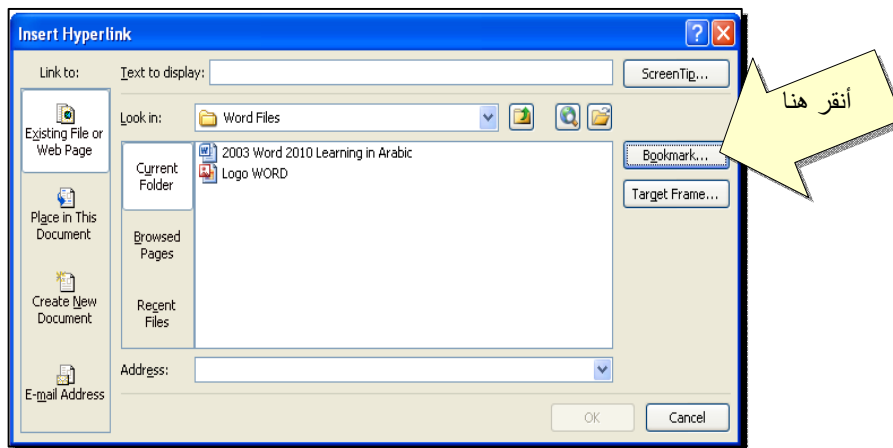 Insert Hyperlink
Link to:
Text to display:
ScreenTip...
أنقر هنا
Existing File or
Web Page
Look in:
Word Files
Current
Folder
2003 Word 2010 Learning in Arabic
Logo WORD
Bookmark...
Target Frame...
Place in This
Document
Browsed
Pages
Create New
Document
Recent
Files
Address:
E-mail Address
OK
Cancel